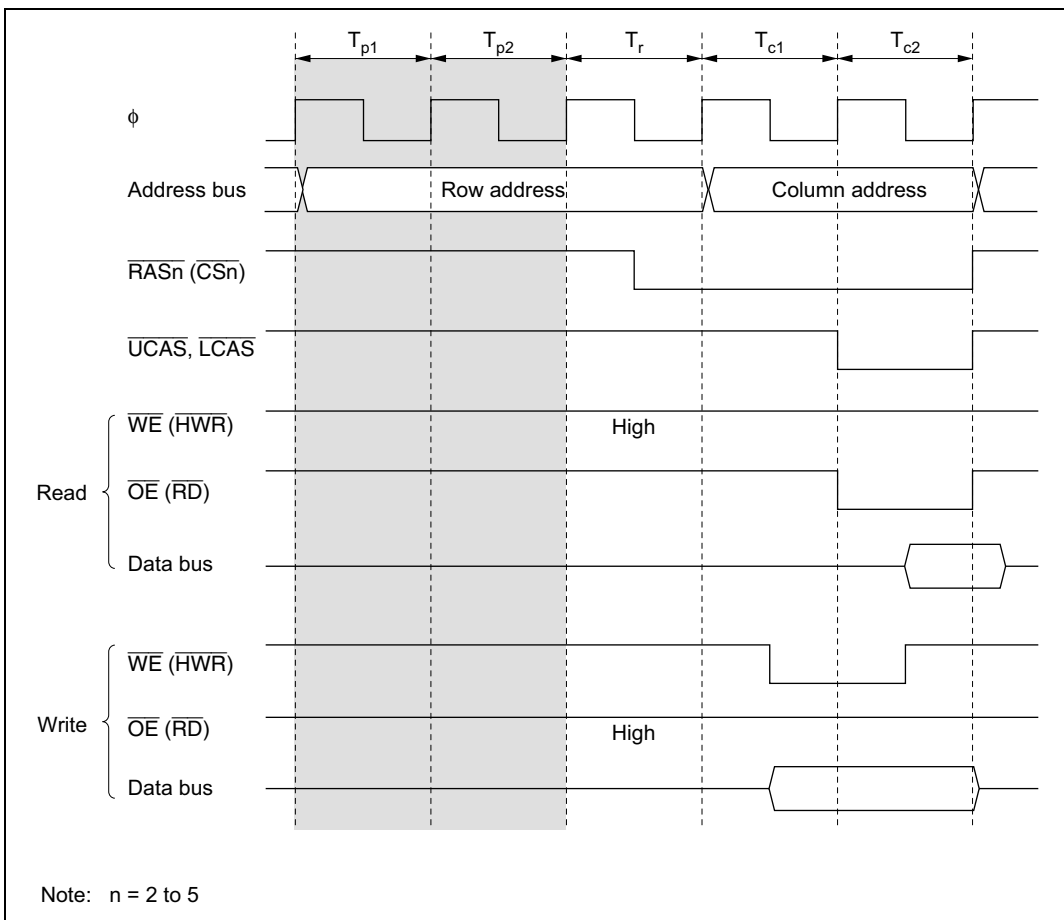 Tp1 Tp2 Tr Tc1 Tc2
ϕ
Address bus Row address Column address
RASn (CSn)
UCAS, LCAS
WE (HWR) High
Read OE (RD)
Data bus
WE (HWR)
Write OE (RD) High
Data bus
Note: n = 2 to 5